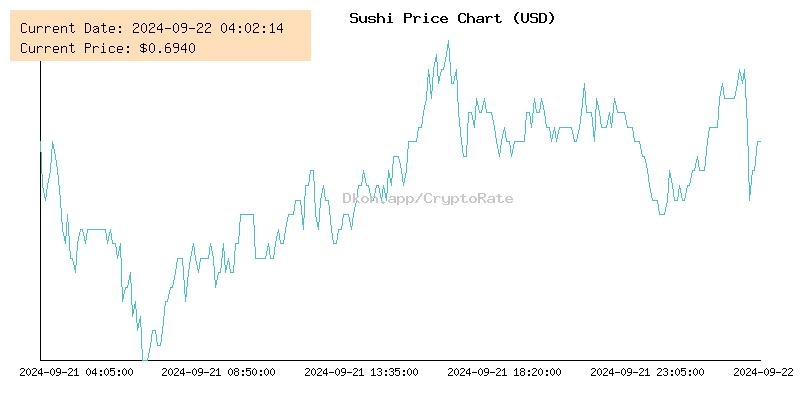 Sushi Price Chart (USD)
Current Date: 2024-09-22 04:02:14
Current Price: $0.6940
Dkon.app/CryptoRate
2024-09-21 04:05:00 2024-09-21 08:50:00 2024-09-21 13:35:00 2024-09-21 18:20:00 2024-09-21 23:05:00 2024-09-22